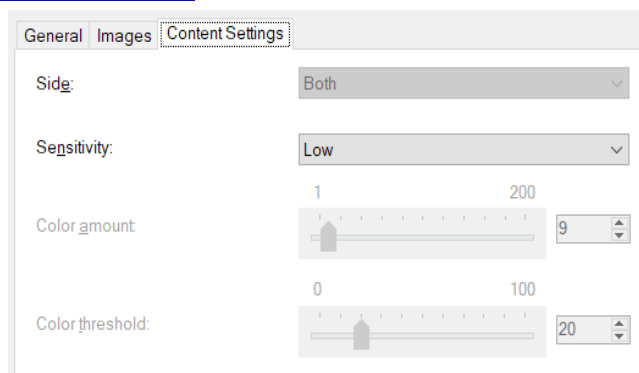 General Images Content Settings
Side: Both
Sensitivity: Low
1 200
Color amount: 9
0 100
Color threshold: 20